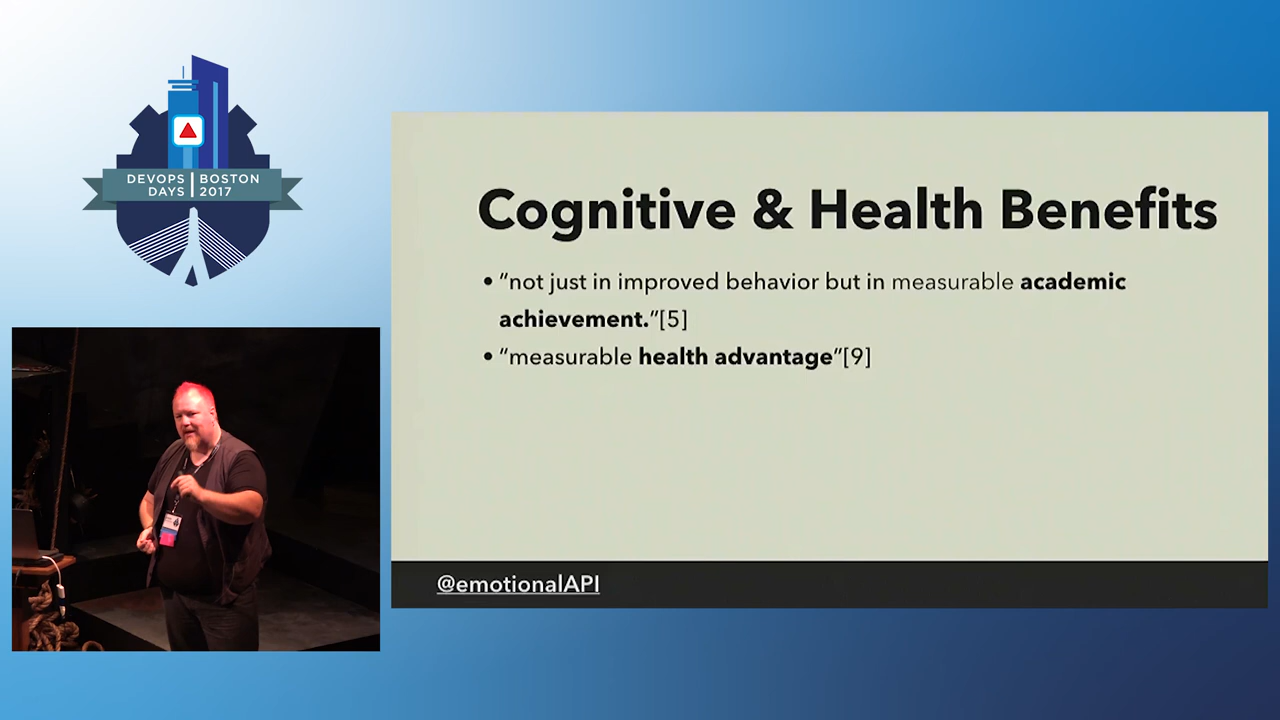 DEVOPS BOSTON
DAYS 2017
Cognitive & Health Benefits
• “not just in improved behavior but in measurable academic
achievement.”[5]
• “measurable health advantage”[9]
@emotionalAPI